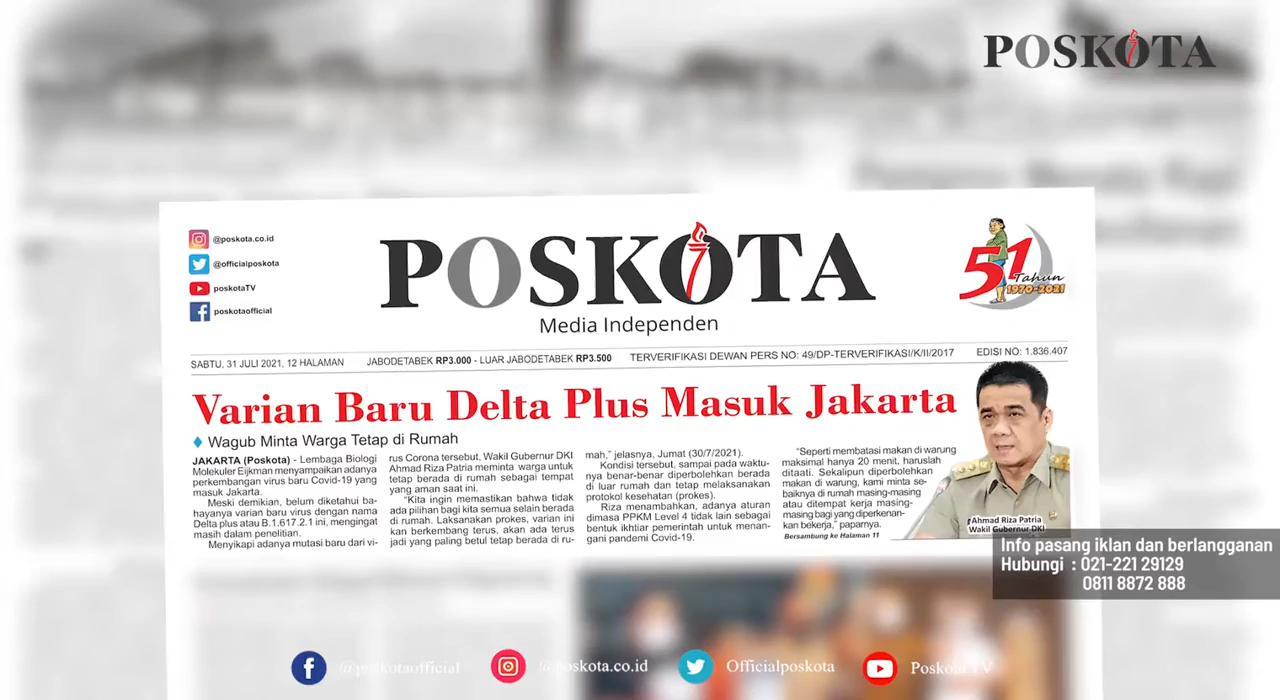 POSKOTA
@poskota.co.id
@officialposkota
poskotaTV
poskotaofficial
POSKOTA
Media Independen
51
Tahun
1970-2021
SABTU, 31 JULI 2021, 12 HALAMAN
JABODETABEK RP3.000 - LUAR JABODETABEK RP3.500
TERVERIFIKASI DEWAN PERS NO: 49/DP-TERVERIFIKASI/K/II/2017
EDISI NO: 1.836.407
Varian Baru Delta Plus Masuk Jakarta
Wagub Minta Warga Tetap di Rumah
JAKARTA (Poskota) - Lembaga Biologi
Molekuler Eijkman menyampaikan adanya
perkembangan virus baru Covid-19 yang
masuk Jakarta.
Meski demikian, belum diketahui ba-
hayanya varian baru virus dengan nama
Delta plus atau B.1.617.2.1 ini, mengingat
masih dalam penelitian.
Menyikapi adanya mutasi baru dari vi-
rus Corona tersebut, Wakil Gubernur DKI
Ahmad Riza Patria meminta warga untuk
tetap berada di rumah sebagai tempat
yang aman saat ini.
"Kita ingin memastikan bahwa tidak
ada pilihan bagi kita semua selain berada
di rumah. Laksanakan prokes, varian ini
kan berkembang terus, akan ada terus
jadi yang paling betul tetap berada di ru-
mah," jelasnya, Jumat (30/7/2021).
Kondisi tersebut, sampai pada waktu-
nya benar-benar diperbolehkan berada
di luar rumah dan tetap melaksanakan
protokol kesehatan (prokes).
Riza menambahkan, adanya aturan
dimasa PPKM Level 4 tidak lain sebagai
bentuk ikhtiar pemerintah untuk menan-
gani pandemi Covid-19.
"Seperti membatasi makan di warung
maksimal hanya 20 menit, haruslah
ditaati. Sekalipun diperbolehkan
makan di warung, kami minta se-
baiknya di rumah masing-masing
atau ditempat kerja masing-
masing bagi yang diperkenan-
kan bekerja," paparnya.
Bersambung ke Halaman 11
Ahmad Riza Patria
Wakil Gubernur DKI
Info pasang iklan dan berlangganan
Hubungi : 021-221 29129
0811 8872 888
@poskotaofficial
@poskota.co.id
Officialposkota
Poskota TV